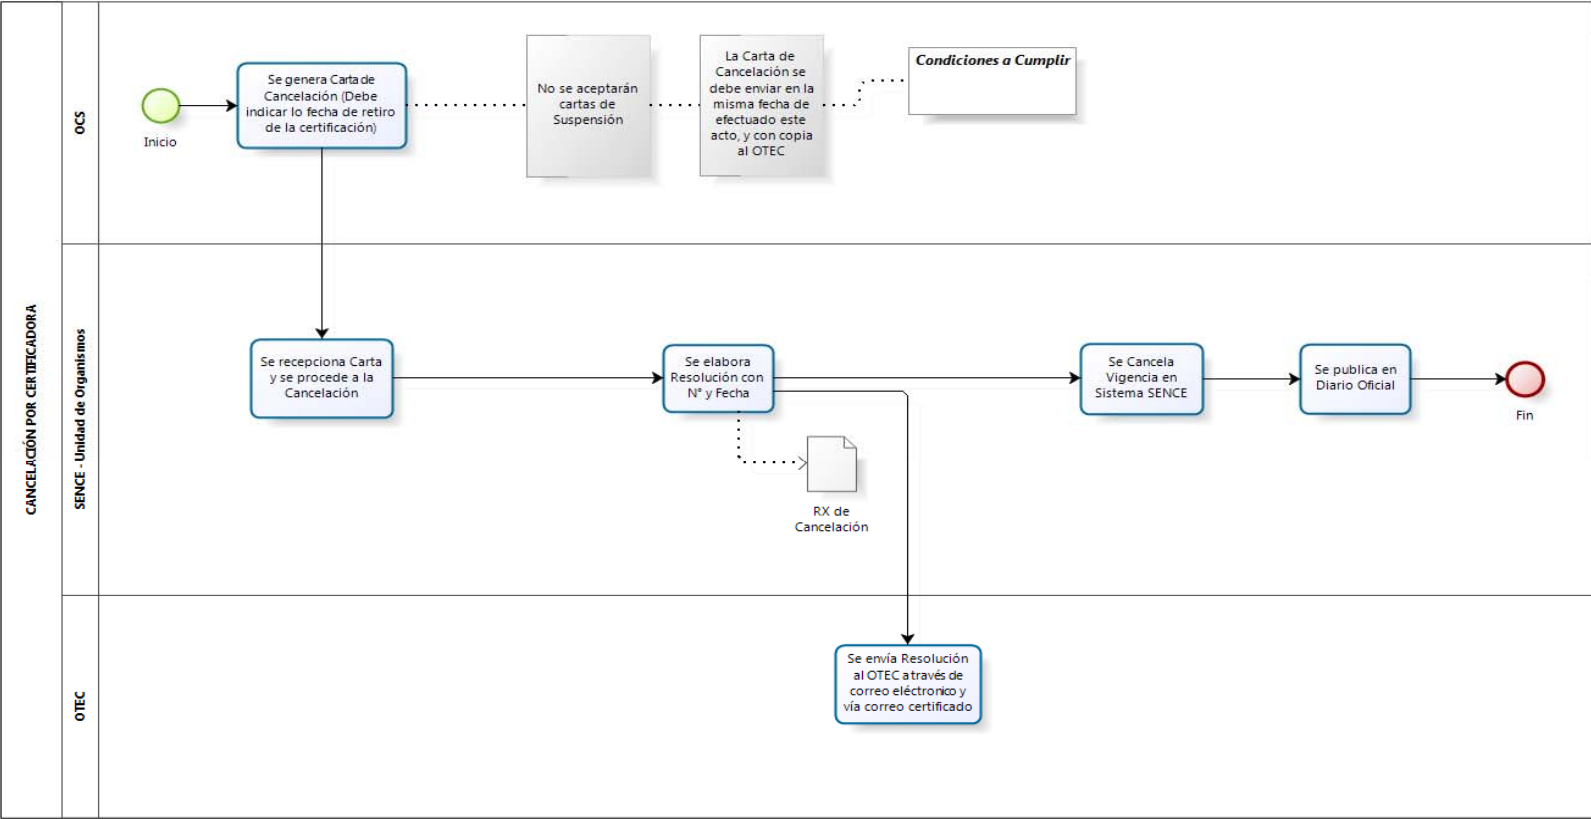 CANCELACIÓN POR CERTIFICADORA
OCS
Inicio
Se genera Carta de
Cancelación (Debe
indicar lo fecha de retiro
de la certificación)
No se aceptarán
cartas de
Suspensión
La Carta de
Cancelación se
debe enviar en la
misma fecha de
efectuado este
acto, y con copia
al OTEC
Condiciones a Cumplir
SENCE - Unidad de Organismos
Se recepciona Carta
y se procede a la
Cancelación
Se elabora
Resolución con
N° y Fecha
RX de
Cancelación
Se Cancela
Vigencia en
Sistema SENCE
Se publica en
Diario Oficial
Fin
OTEC
Se envía Resolución
al OTEC a través de
correo eléctronico y
vía correo certificado